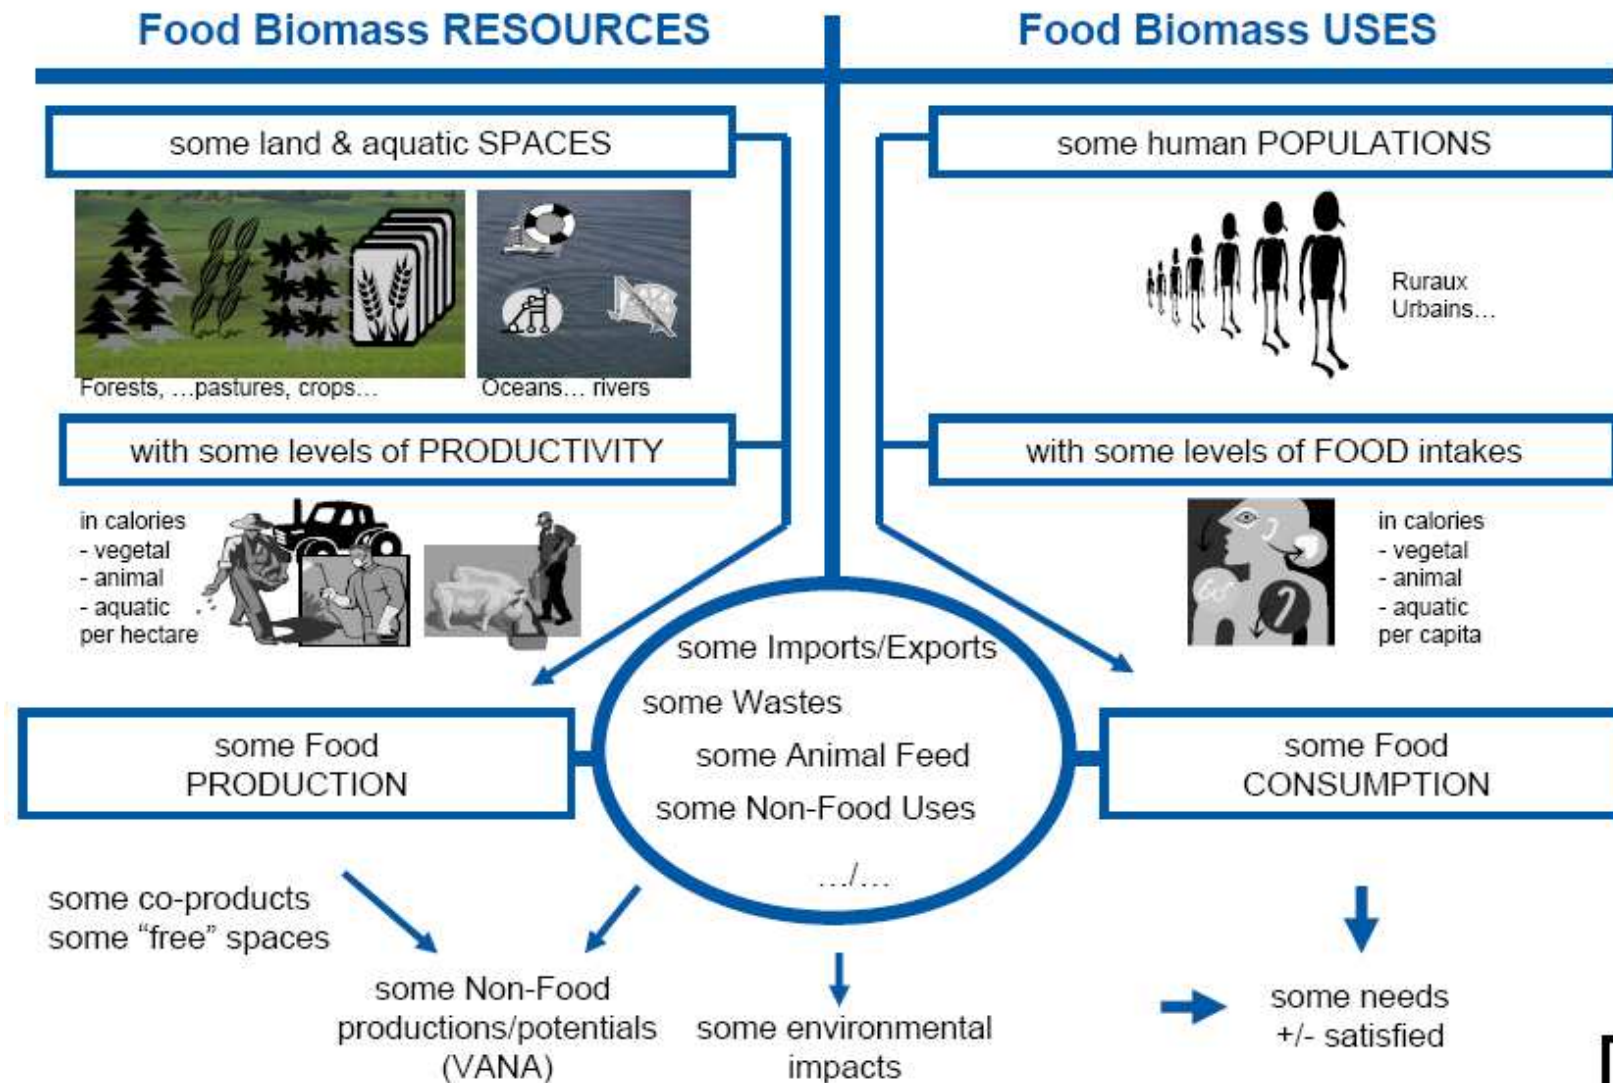 Food Biomass RESOURCES
Food Biomass USES
some land & aquatic SPACES
some human POPULATIONS
Ruraux
Urbains…
Forests, …pastures, crops…
Oceans… rivers
with some levels of PRODUCTIVITY
with some levels of FOOD intakes
in calories
- vegetal
- animal
- aquatic
per hectare
in calories
- vegetal
- animal
- aquatic
per capita
some Imports/Exports
some Wastes
some Animal Feed
some Non-Food Uses
…/…
some Food
PRODUCTION
some Food
CONSUMPTION
some co-products
some “free” spaces
some Non-Food
productions/potentials
(VANA)
some environmental
impacts
some needs
+/- satisfied